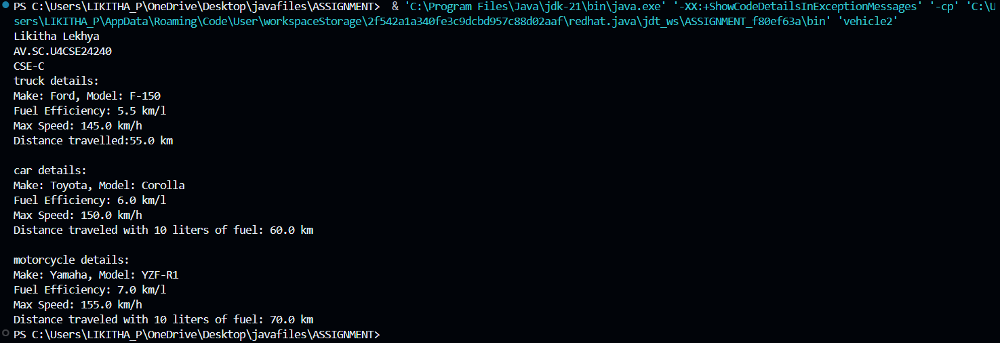 PS C:\Users\LIKITHA_P\OneDrive\Desktop\javafiles\ASSIGNMENT>  & 'C:\Program Files\Java\jdk-21\bin\java.exe' '-XX:+ShowCodeDetailsInExceptionMessages' '-cp' 'C:\U
sers\LIKITHA_P\AppData\Roaming\Code\User\workspaceStorage\2f542a1a340fe3c9dcbd957c88d02aaf\redhat.java\jdt_ws\ASSIGNMENT_f80ef63a\bin' 'vehicle2'
Likitha Lekhya
AV.SC.U4CSE24240
CSE-C
truck details:
Make: Ford, Model: F-150
Fuel Efficiency: 5.5 km/l
Max Speed: 145.0 km/h
Distance travelled:55.0 km
car details:
Make: Toyota, Model: Corolla
Fuel Efficiency: 6.0 km/l
Max Speed: 150.0 km/h
Distance traveled with 10 liters of fuel: 60.0 km
motorcycle details:
Make: Yamaha, Model: YZF-R1
Fuel Efficiency: 7.0 km/l
Max Speed: 155.0 km/h
Distance traveled with 10 liters of fuel: 70.0 km
PS C:\Users\LIKITHA_P\OneDrive\Desktop\javafiles\ASSIGNMENT>